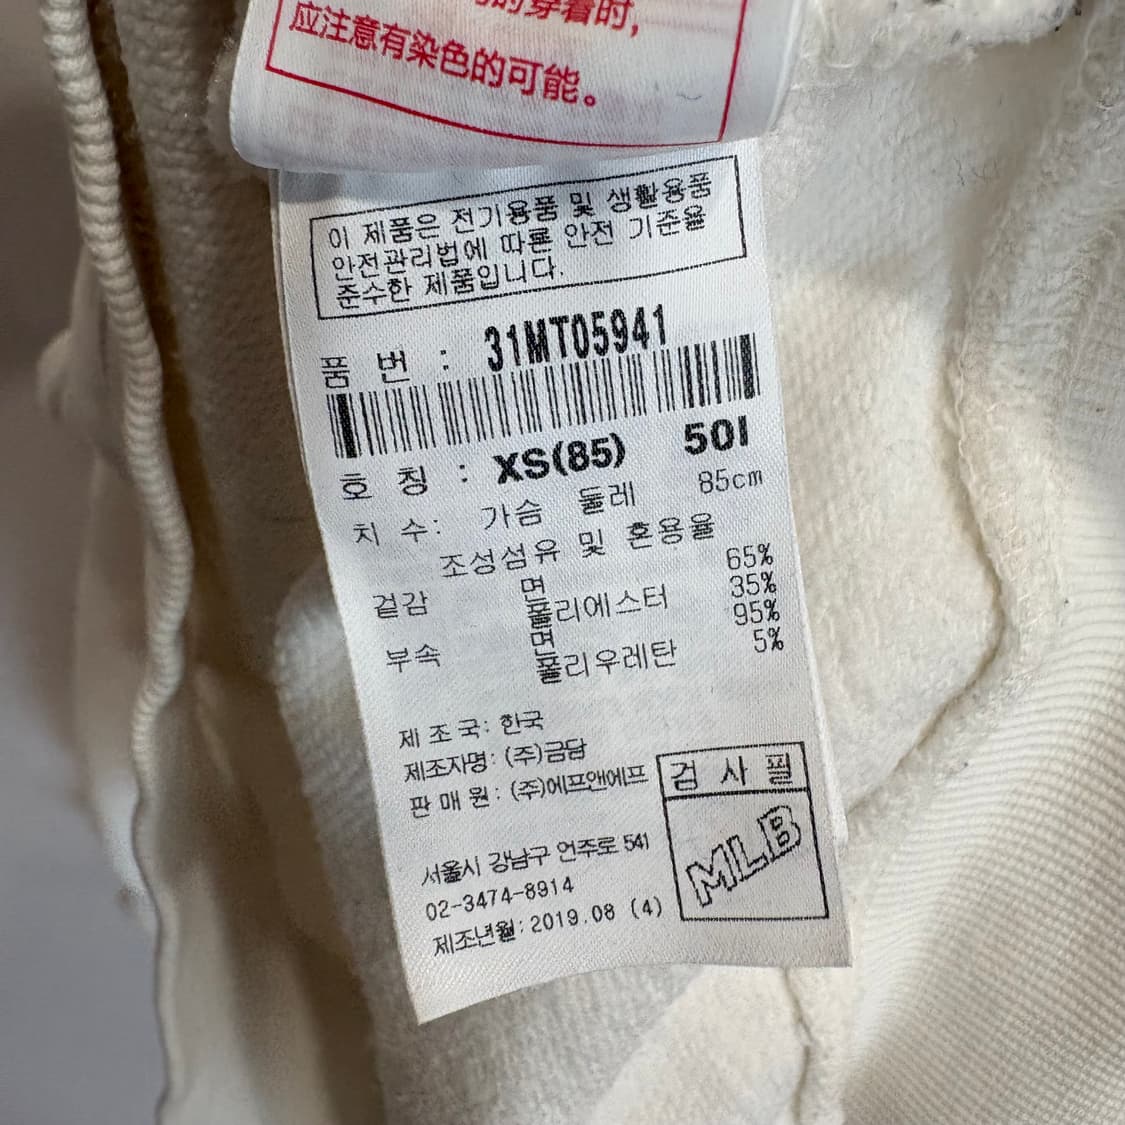 的穿着时，
应注意有染色的可能。
이 제품은 전기용품 및 생활용품
안전관리법에 따른 안전 기준을
준수한 제품입니다.
품 번 : 31MT05941
호 칭 : XS(85) 50I
치 수: 가슴 둘레 85cm
조성섬유 및 혼용율
겉감 면 65%
폴리에스터 35%
부속 면 95%
폴리우레탄 5%
제 조 국: 한국
제조자명: (주)금담
판 매 원: (주)에프앤에프
서울시 강남구 언주로 541
02-3474-8914
제조년월: 2019.08 (4)
검 사 필
MLB